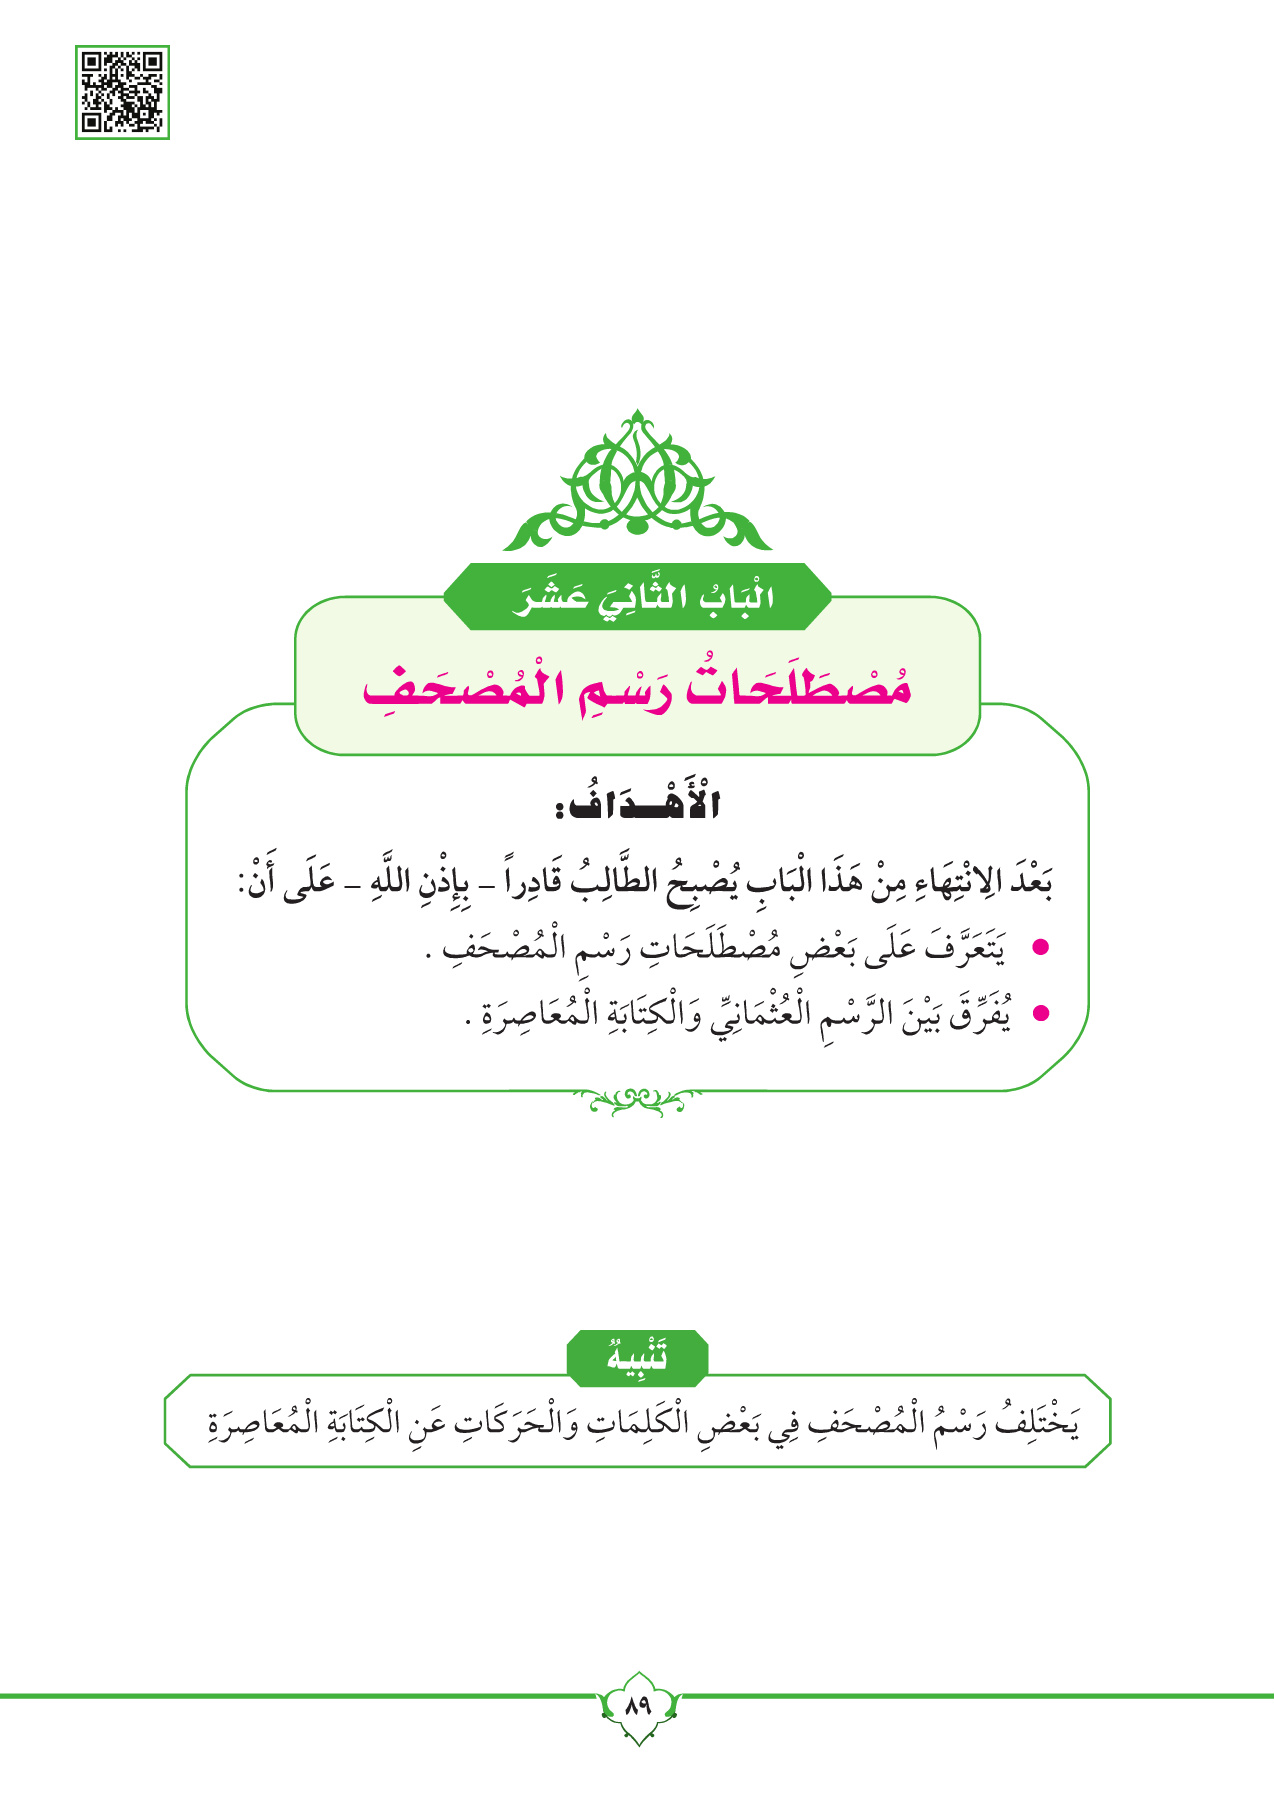 الْبَابُ الثَّانِيَ عَشَرَ
مُصْطَلَحَاتُ رَسْمِ الْمُصْحَفِ
الْأَهْـــدَافُ:
بَعْدَ الِانْتِهَاءِ مِنْ هَذَا الْبَابِ يُصْبِحُ الطَّالِبُ قَادِراً – بِإِذْنِ اللَّهِ – عَلَى أَنْ:
● يَتَعَرَّفَ عَلَى بَعْضِ مُصْطَلَحَاتِ رَسْمِ الْمُصْحَفِ .
● يُفَرِّقَ بَيْنَ الرَّسْمِ الْعُثْمَانِيِّ وَالْكِتَابَةِ الْمُعَاصِرَةِ .
تَنْبِيهٌ
يَخْتَلِفُ رَسْمُ الْمُصْحَفِ فِي بَعْضِ الْكَلِمَاتِ وَالْحَرَكَاتِ عَنِ الْكِتَابَةِ الْمُعَاصِرَةِ
٨٩